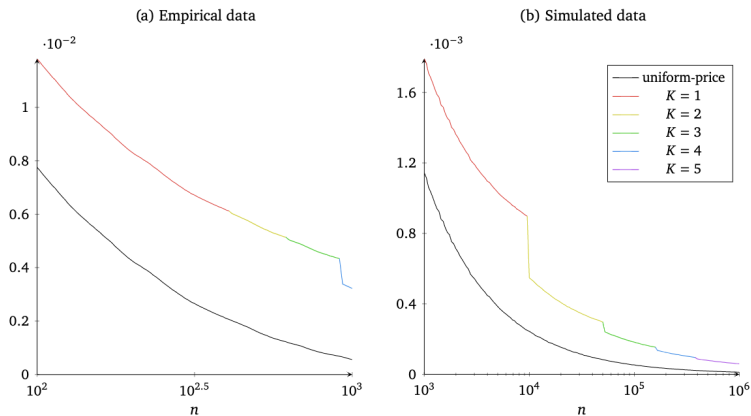 (a) Empirical data
·10⁻²
1
0.8
0.6
0.4
0.2
0
10²
10²·⁵
10³
n
(b) Simulated data
·10⁻³
1.6
1.2
0.8
0.4
0
10³
10⁴
10⁵
10⁶
n
uniform-price
K = 1
K = 2
K = 3
K = 4
K = 5